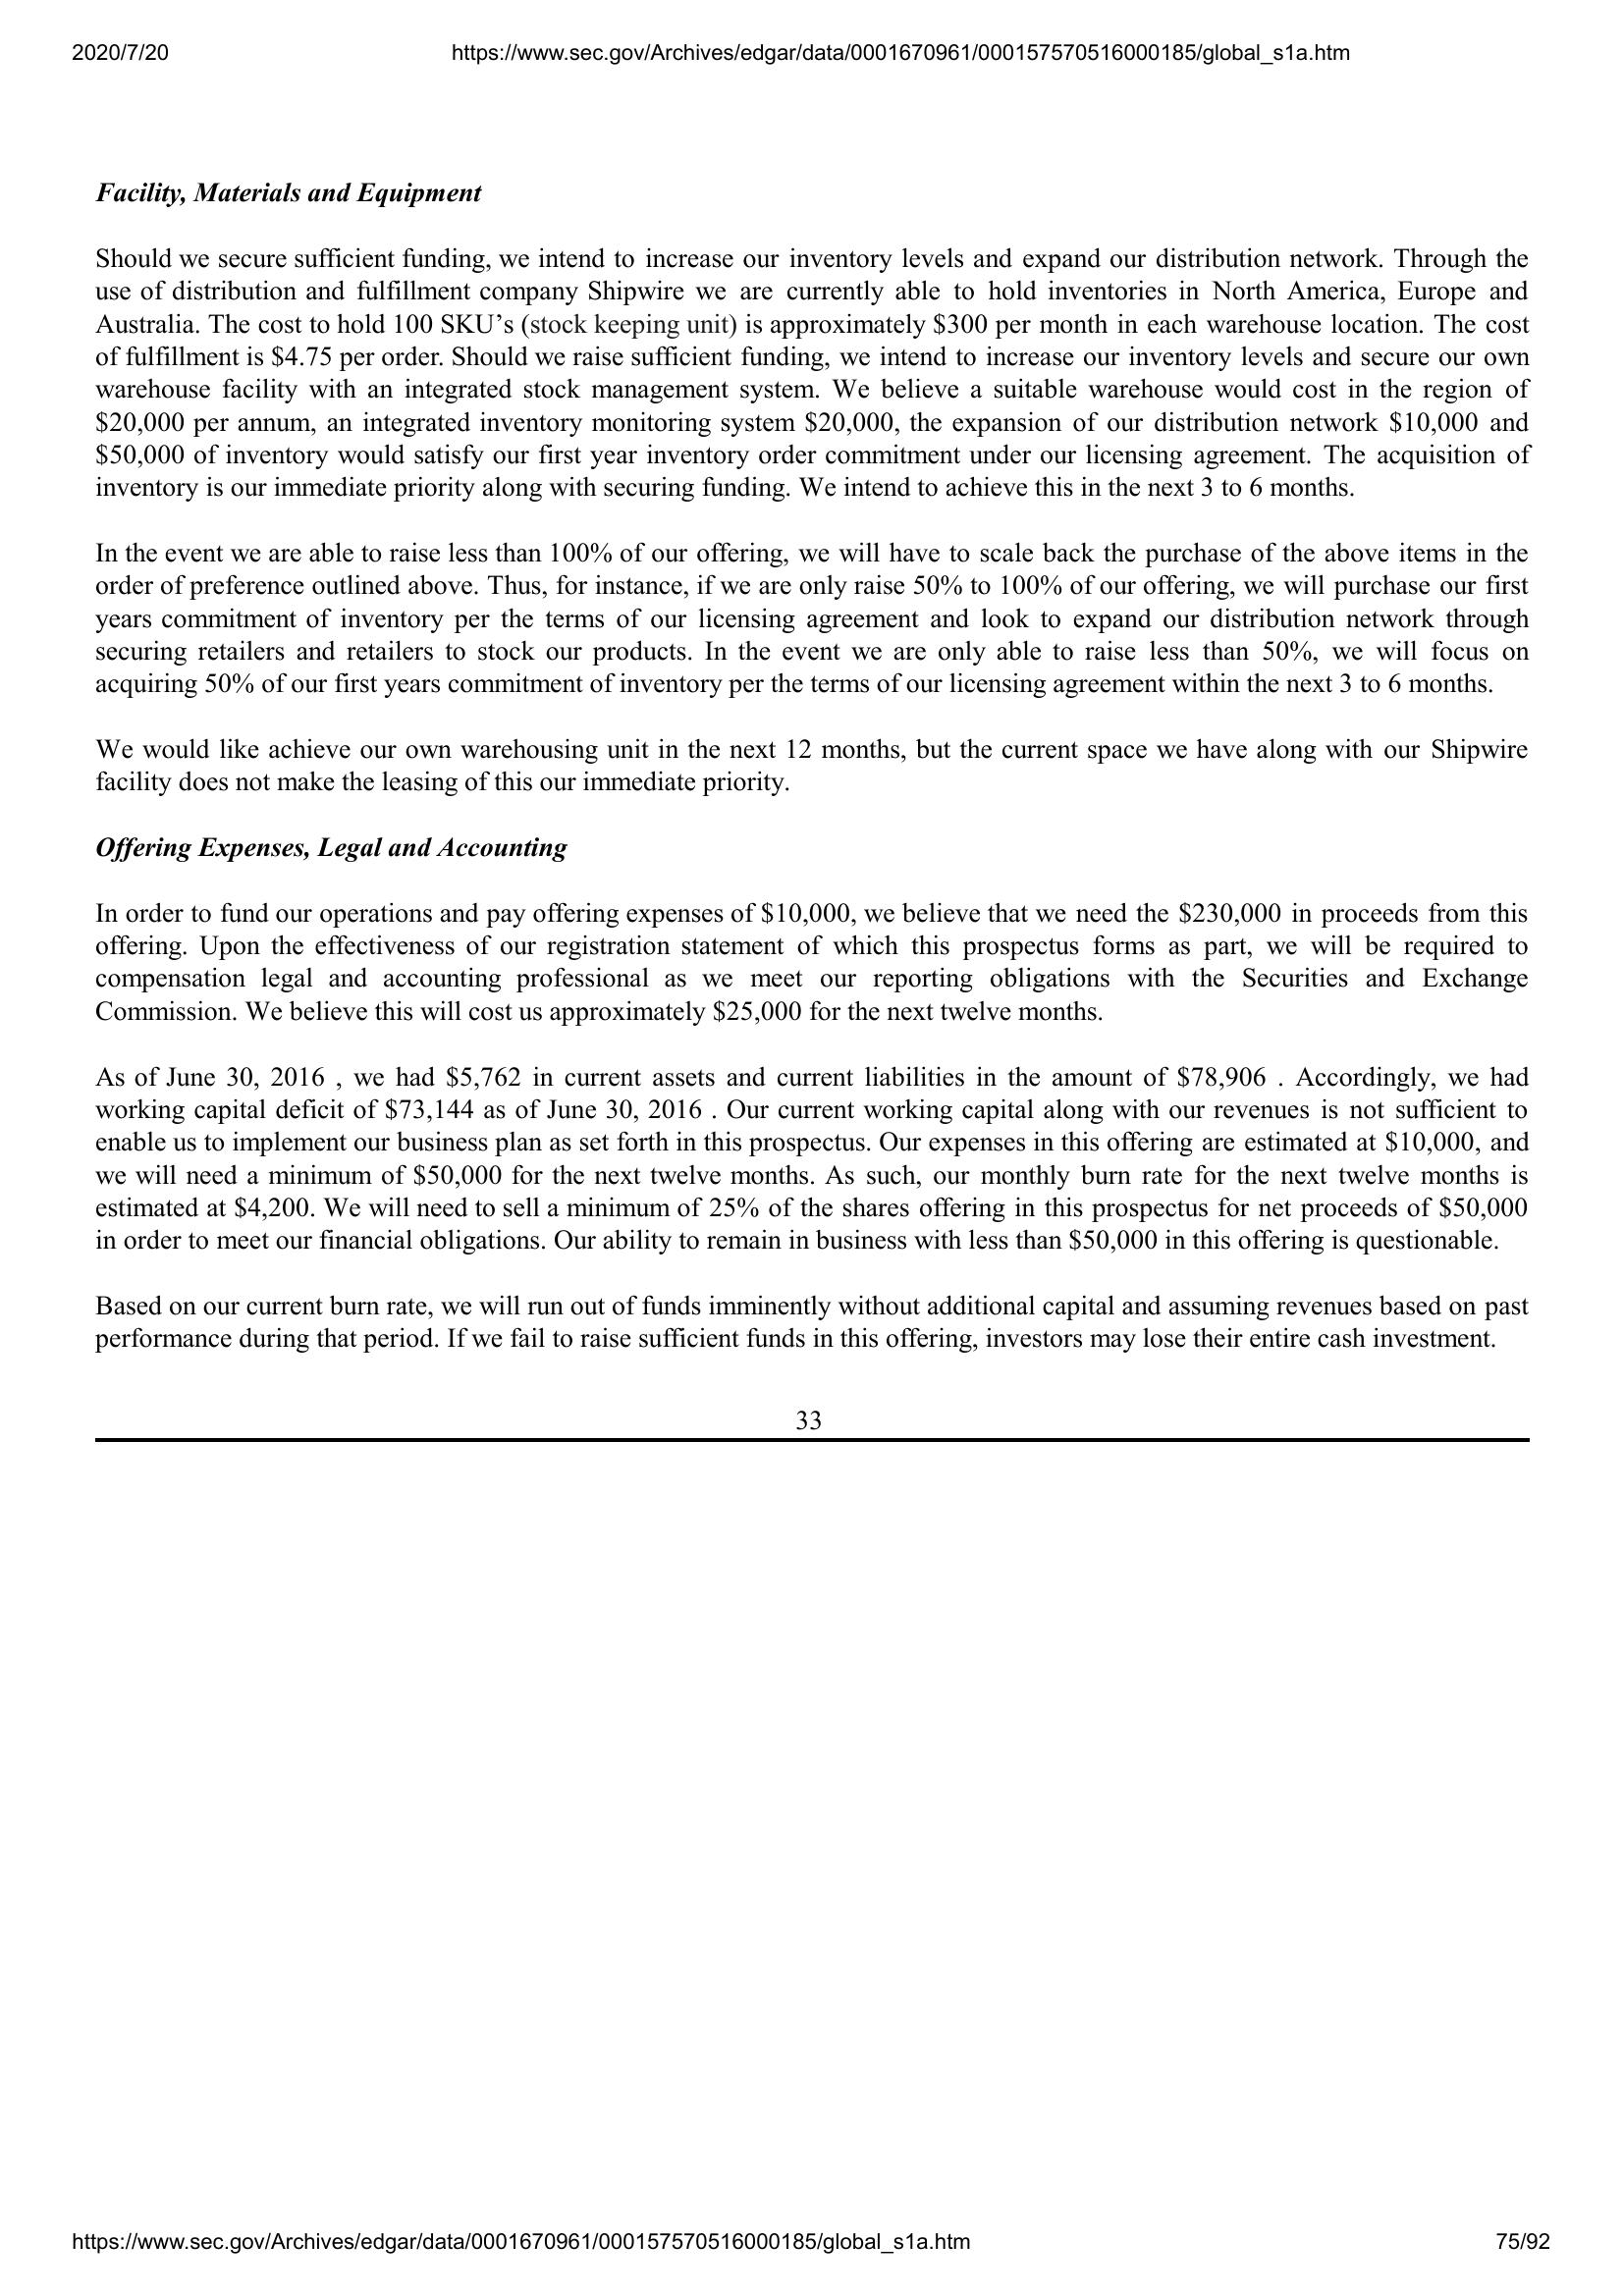 2020/7/20
https://www.sec.gov/Archives/edgar/data/0001670961/000157570516000185/global_s1a.htm
Facility, Materials and Equipment
Should we secure sufficient funding, we intend to increase our inventory levels and expand our distribution network. Through the
use of distribution and fulfillment company Shipwire we are currently able to hold inventories in North America, Europe and
Australia. The cost to hold 100 SKU’s (stock keeping unit) is approximately $300 per month in each warehouse location. The cost
of fulfillment is $4.75 per order. Should we raise sufficient funding, we intend to increase our inventory levels and secure our own
warehouse facility with an integrated stock management system. We believe a suitable warehouse would cost in the region of
$20,000 per annum, an integrated inventory monitoring system $20,000, the expansion of our distribution network $10,000 and
$50,000 of inventory would satisfy our first year inventory order commitment under our licensing agreement. The acquisition of
inventory is our immediate priority along with securing funding. We intend to achieve this in the next 3 to 6 months.
In the event we are able to raise less than 100% of our offering, we will have to scale back the purchase of the above items in the
order of preference outlined above. Thus, for instance, if we are only raise 50% to 100% of our offering, we will purchase our first
years commitment of inventory per the terms of our licensing agreement and look to expand our distribution network through
securing retailers and retailers to stock our products. In the event we are only able to raise less than 50%, we will focus on
acquiring 50% of our first years commitment of inventory per the terms of our licensing agreement within the next 3 to 6 months.
We would like achieve our own warehousing unit in the next 12 months, but the current space we have along with our Shipwire
facility does not make the leasing of this our immediate priority.
Offering Expenses, Legal and Accounting
In order to fund our operations and pay offering expenses of $10,000, we believe that we need the $230,000 in proceeds from this
offering. Upon the effectiveness of our registration statement of which this prospectus forms as part, we will be required to
compensation legal and accounting professional as we meet our reporting obligations with the Securities and Exchange
Commission. We believe this will cost us approximately $25,000 for the next twelve months.
As of June 30, 2016 , we had $5,762 in current assets and current liabilities in the amount of $78,906 . Accordingly, we had
working capital deficit of $73,144 as of June 30, 2016 . Our current working capital along with our revenues is not sufficient to
enable us to implement our business plan as set forth in this prospectus. Our expenses in this offering are estimated at $10,000, and
we will need a minimum of $50,000 for the next twelve months. As such, our monthly burn rate for the next twelve months is
estimated at $4,200. We will need to sell a minimum of 25% of the shares offering in this prospectus for net proceeds of $50,000
in order to meet our financial obligations. Our ability to remain in business with less than $50,000 in this offering is questionable.
Based on our current burn rate, we will run out of funds imminently without additional capital and assuming revenues based on past
performance during that period. If we fail to raise sufficient funds in this offering, investors may lose their entire cash investment.
33
https://www.sec.gov/Archives/edgar/data/0001670961/000157570516000185/global_s1a.htm
75/92